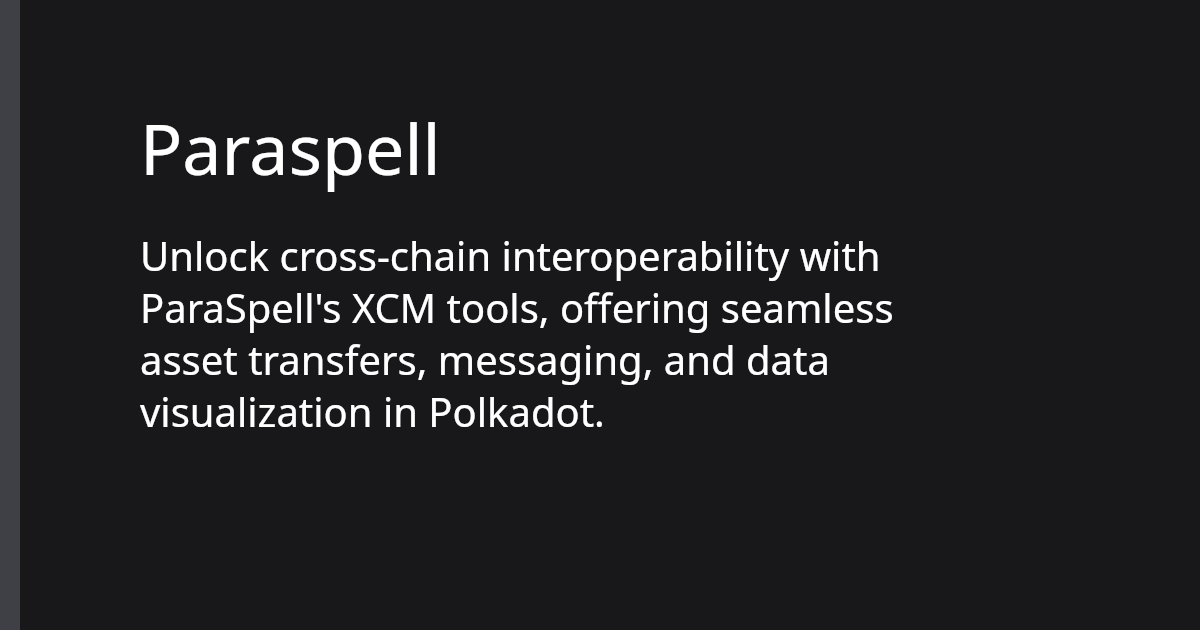 Paraspell
Unlock cross-chain interoperability with
ParaSpell's XCM tools, offering seamless
asset transfers, messaging, and data
visualization in Polkadot.